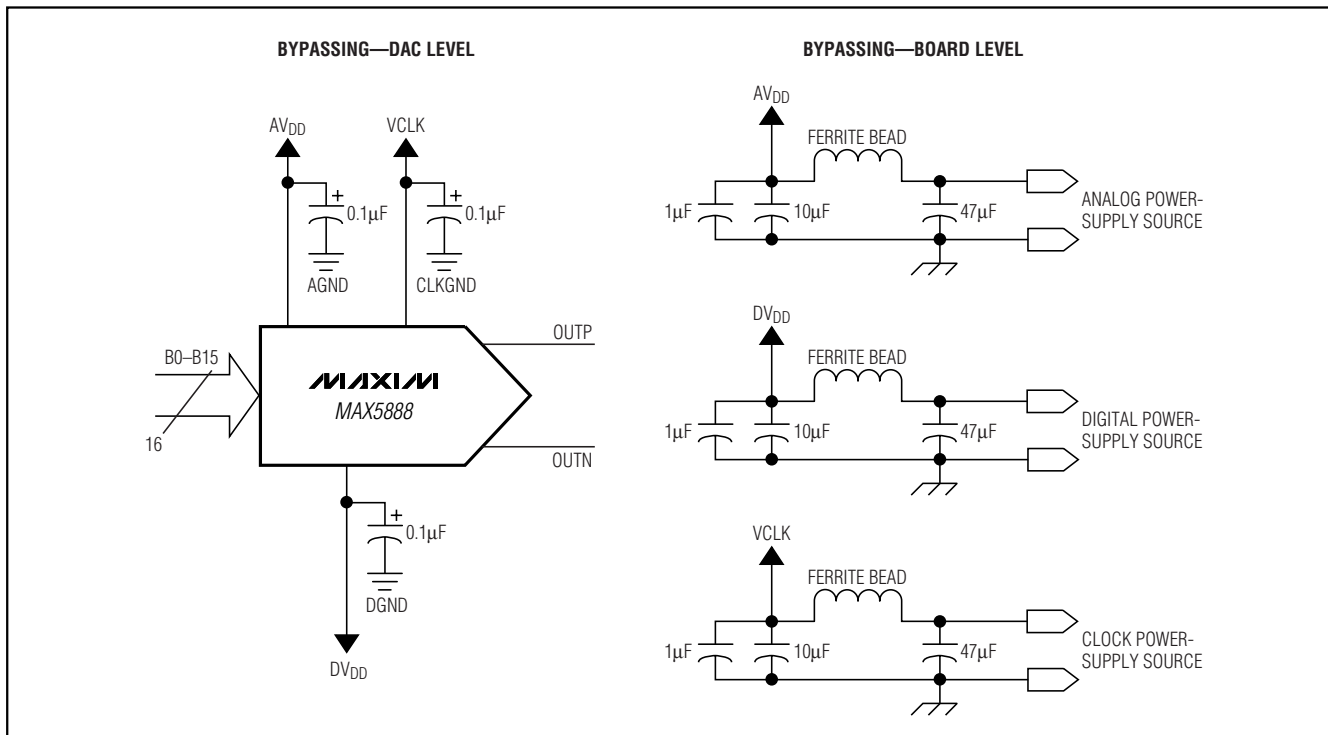 BYPASSING—DAC LEVEL
AVDD
VCLK
+
0.1µF
+
0.1µF
AGND
CLKGND
B0–B15
16
MAXIM
MAX5888
OUTP
OUTN
+
0.1µF
DGND
DVDD
BYPASSING—BOARD LEVEL
AVDD
FERRITE BEAD
1µF
10µF
47µF
ANALOG POWER-
SUPPLY SOURCE
DVDD
FERRITE BEAD
1µF
10µF
47µF
DIGITAL POWER-
SUPPLY SOURCE
VCLK
FERRITE BEAD
1µF
10µF
47µF
CLOCK POWER-
SUPPLY SOURCE